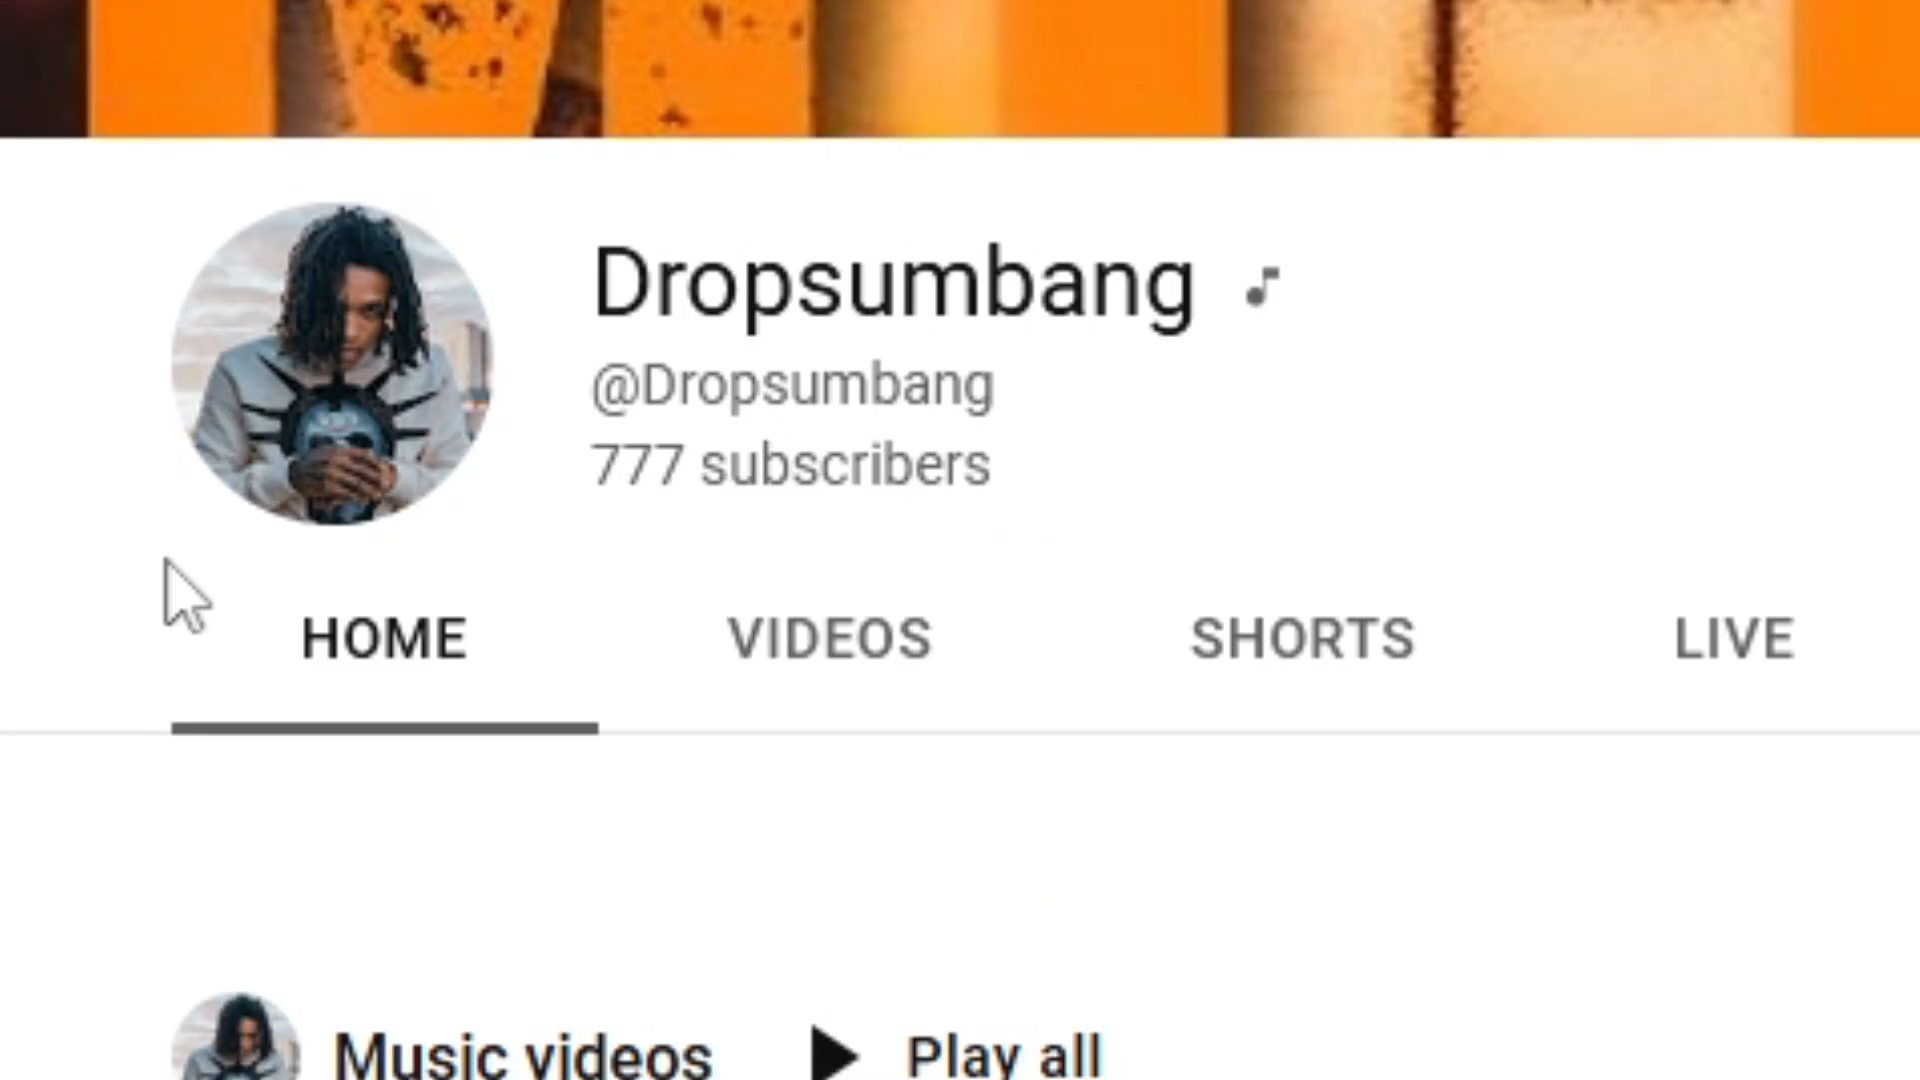 Dropsumbang
@Dropsumbang
777 subscribers
HOME VIDEOS SHORTS LIVE
Music videos Play all